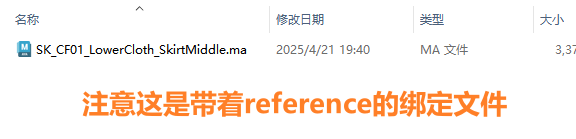 名称 修改日期 类型 大小
SK_CF01_LowerCloth_SkirtMiddle.ma 2025/4/21 19:40 MA 文件 3,37
注意这是带着reference的绑定文件